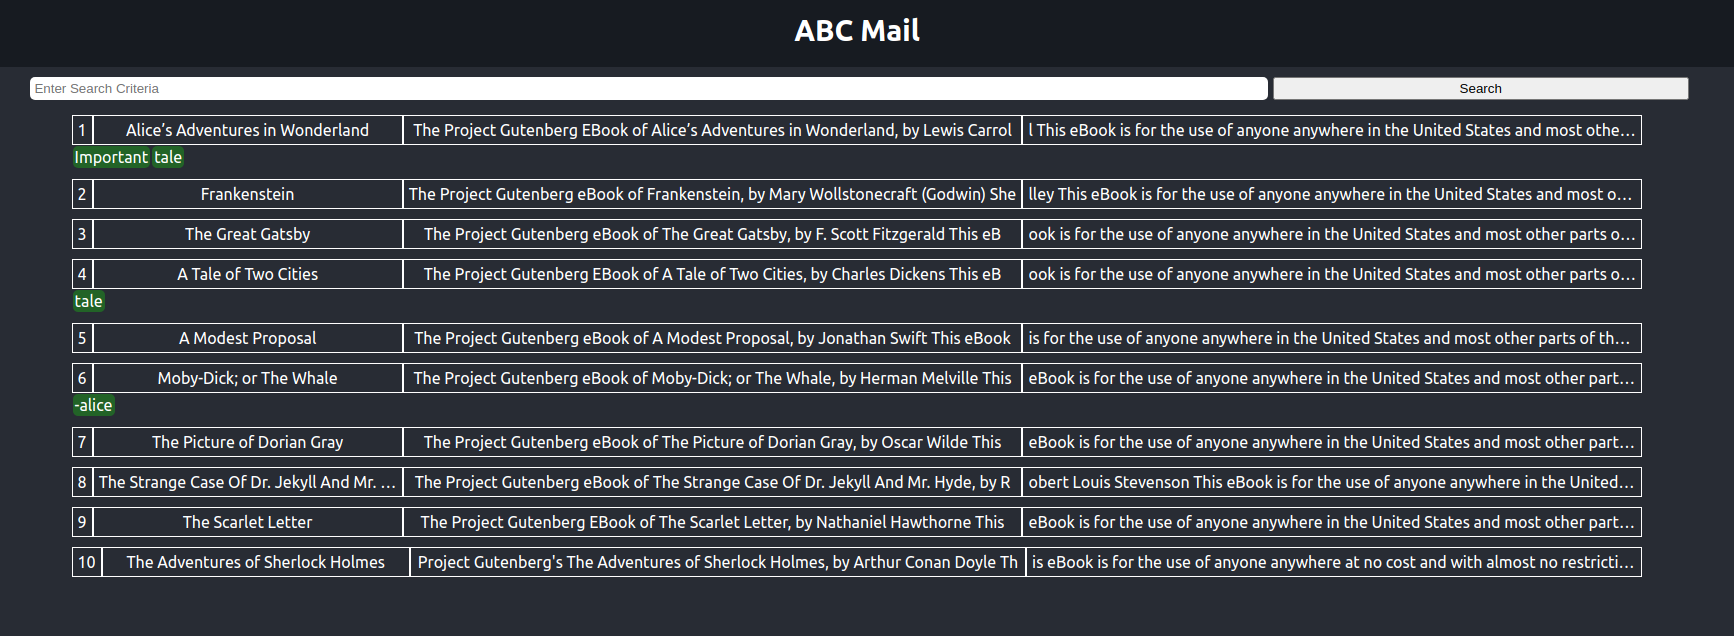 ABC Mail
Enter Search Criteria Search
1 Alice’s Adventures in Wonderland The Project Gutenberg EBook of Alice’s Adventures in Wonderland, by Lewis Carrol l This eBook is for the use of anyone anywhere in the United States and most othe…
Important tale
2 Frankenstein The Project Gutenberg eBook of Frankenstein, by Mary Wollstonecraft (Godwin) She lley This eBook is for the use of anyone anywhere in the United States and most o…
3 The Great Gatsby The Project Gutenberg eBook of The Great Gatsby, by F. Scott Fitzgerald This eB ook is for the use of anyone anywhere in the United States and most other parts o…
4 A Tale of Two Cities The Project Gutenberg EBook of A Tale of Two Cities, by Charles Dickens This eB ook is for the use of anyone anywhere in the United States and most other parts o…
tale
5 A Modest Proposal The Project Gutenberg eBook of A Modest Proposal, by Jonathan Swift This eBook is for the use of anyone anywhere in the United States and most other parts of th…
6 Moby-Dick; or The Whale The Project Gutenberg eBook of Moby-Dick; or The Whale, by Herman Melville This eBook is for the use of anyone anywhere in the United States and most other part…
-alice
7 The Picture of Dorian Gray The Project Gutenberg eBook of The Picture of Dorian Gray, by Oscar Wilde This eBook is for the use of anyone anywhere in the United States and most other part…
8 The Strange Case Of Dr. Jekyll And Mr. … The Project Gutenberg eBook of The Strange Case Of Dr. Jekyll And Mr. Hyde, by R obert Louis Stevenson This eBook is for the use of anyone anywhere in the United…
9 The Scarlet Letter The Project Gutenberg EBook of The Scarlet Letter, by Nathaniel Hawthorne This eBook is for the use of anyone anywhere in the United States and most other part…
10 The Adventures of Sherlock Holmes Project Gutenberg's The Adventures of Sherlock Holmes, by Arthur Conan Doyle Th is eBook is for the use of anyone anywhere at no cost and with almost no restricti…